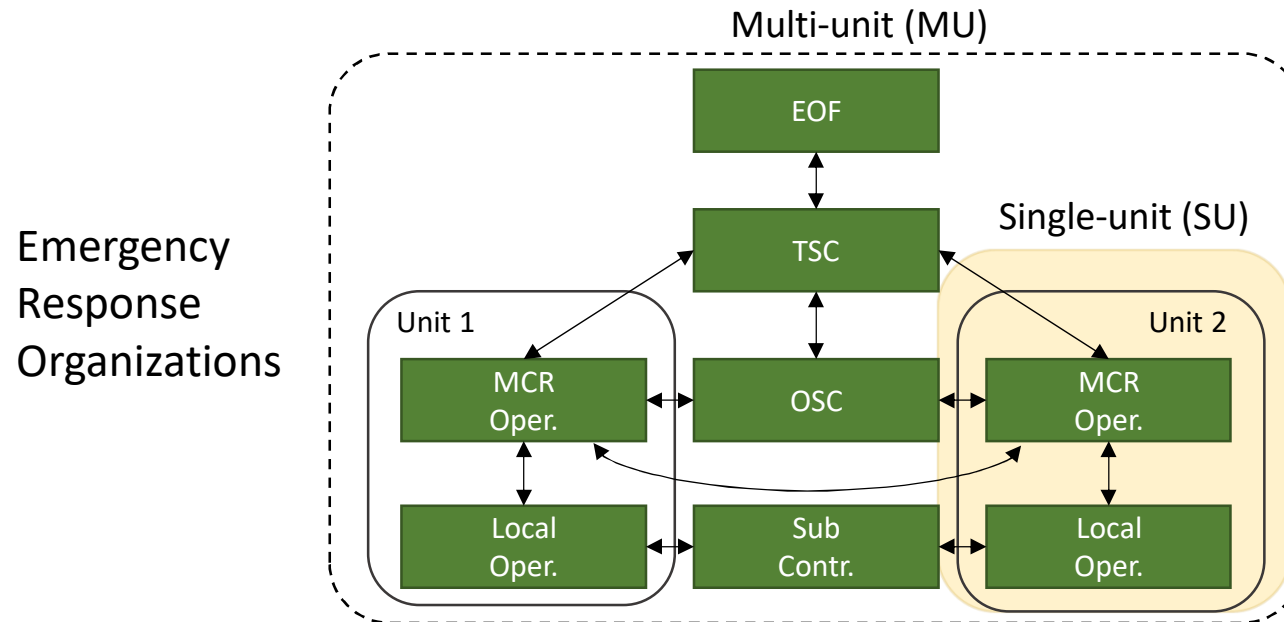 Multi-unit (MU)
EOF
Emergency
Response
Organizations
TSC
Single-unit (SU)
Unit 1
Unit 2
MCR
Oper.
OSC
MCR
Oper.
Local
Oper.
Sub
Contr.
Local
Oper.